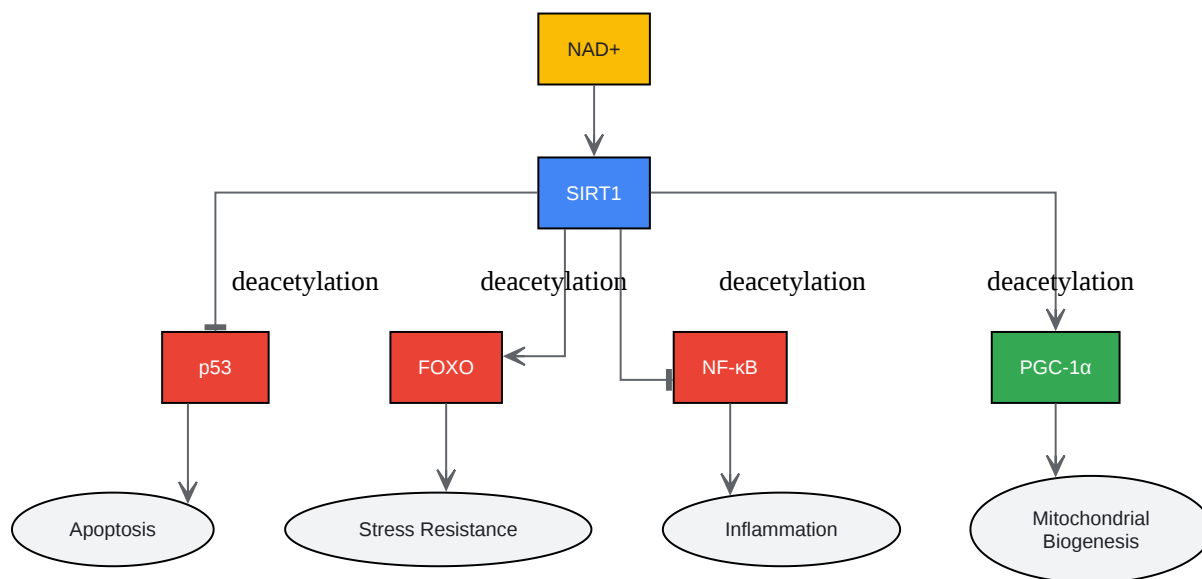 NAD+
SIRT1
deacetylation
deacetylation
deacetylation
deacetylation
p53
FOXO
NF-κB
PGC-1α
Apoptosis
Stress Resistance
Inflammation
Mitochondrial
Biogenesis